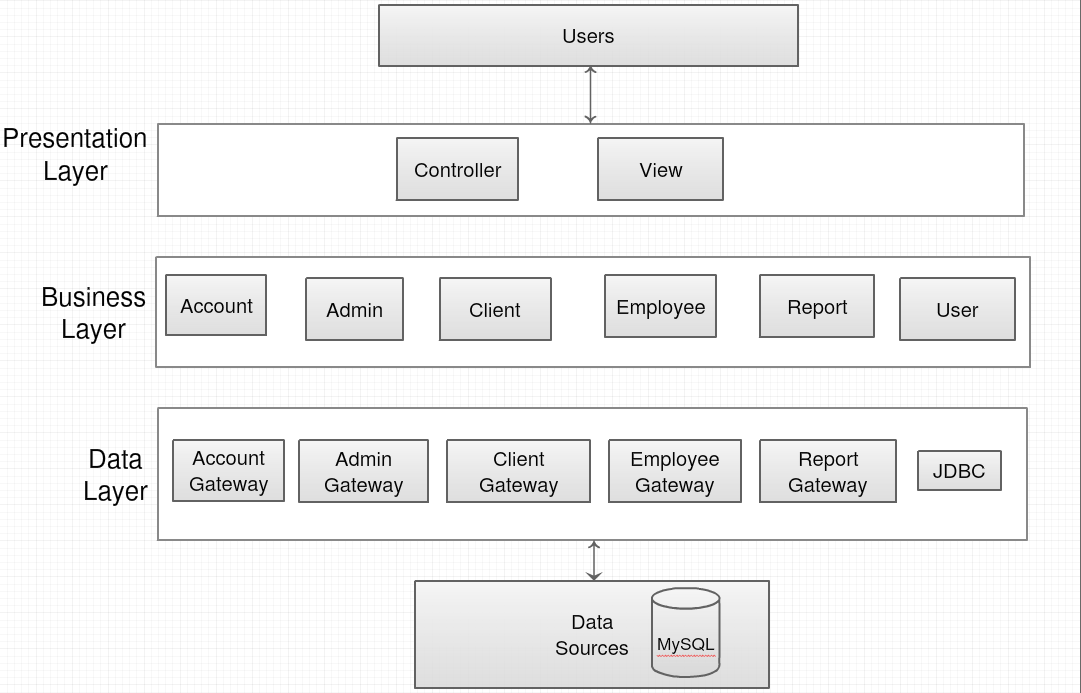 Users
Presentation
Layer
Controller
View
Business
Layer
Account
Admin
Client
Employee
Report
User
Data
Layer
Account
Gateway
Admin
Gateway
Client
Gateway
Employee
Gateway
Report
Gateway
JDBC
Data
Sources
MySQL